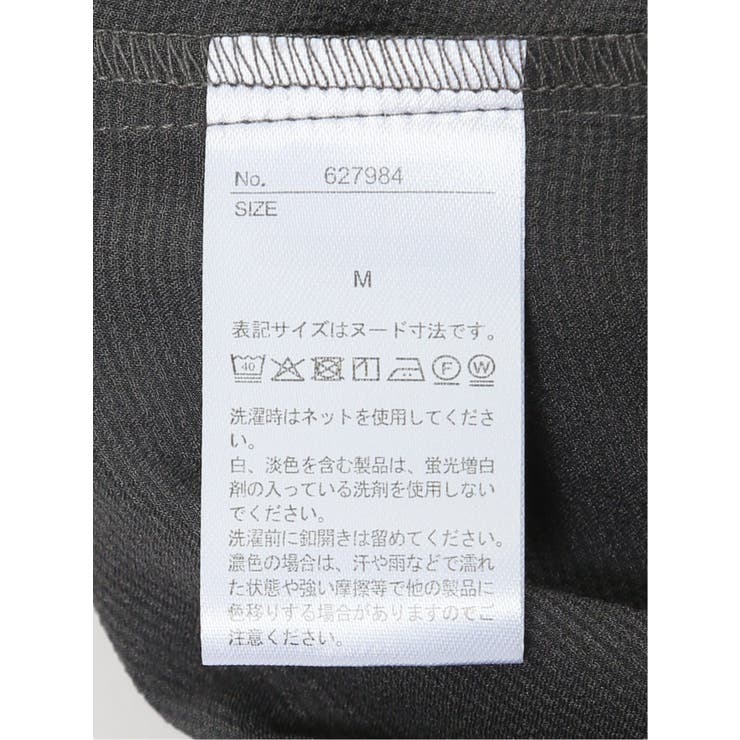 No. 627984
SIZE
M
表記サイズはヌード寸法です。
40 F W
洗濯時はネットを使用してくださ
い。
白、淡色を含む製品は、蛍光増白
剤の入っている洗剤を使用しない
でください。
洗濯前に釦開きは留めてください。
濃色の場合は、汗や雨などで濡れ
た状態や強い摩擦等で他の製品に
色移りする場合がありますのでご
注意ください。